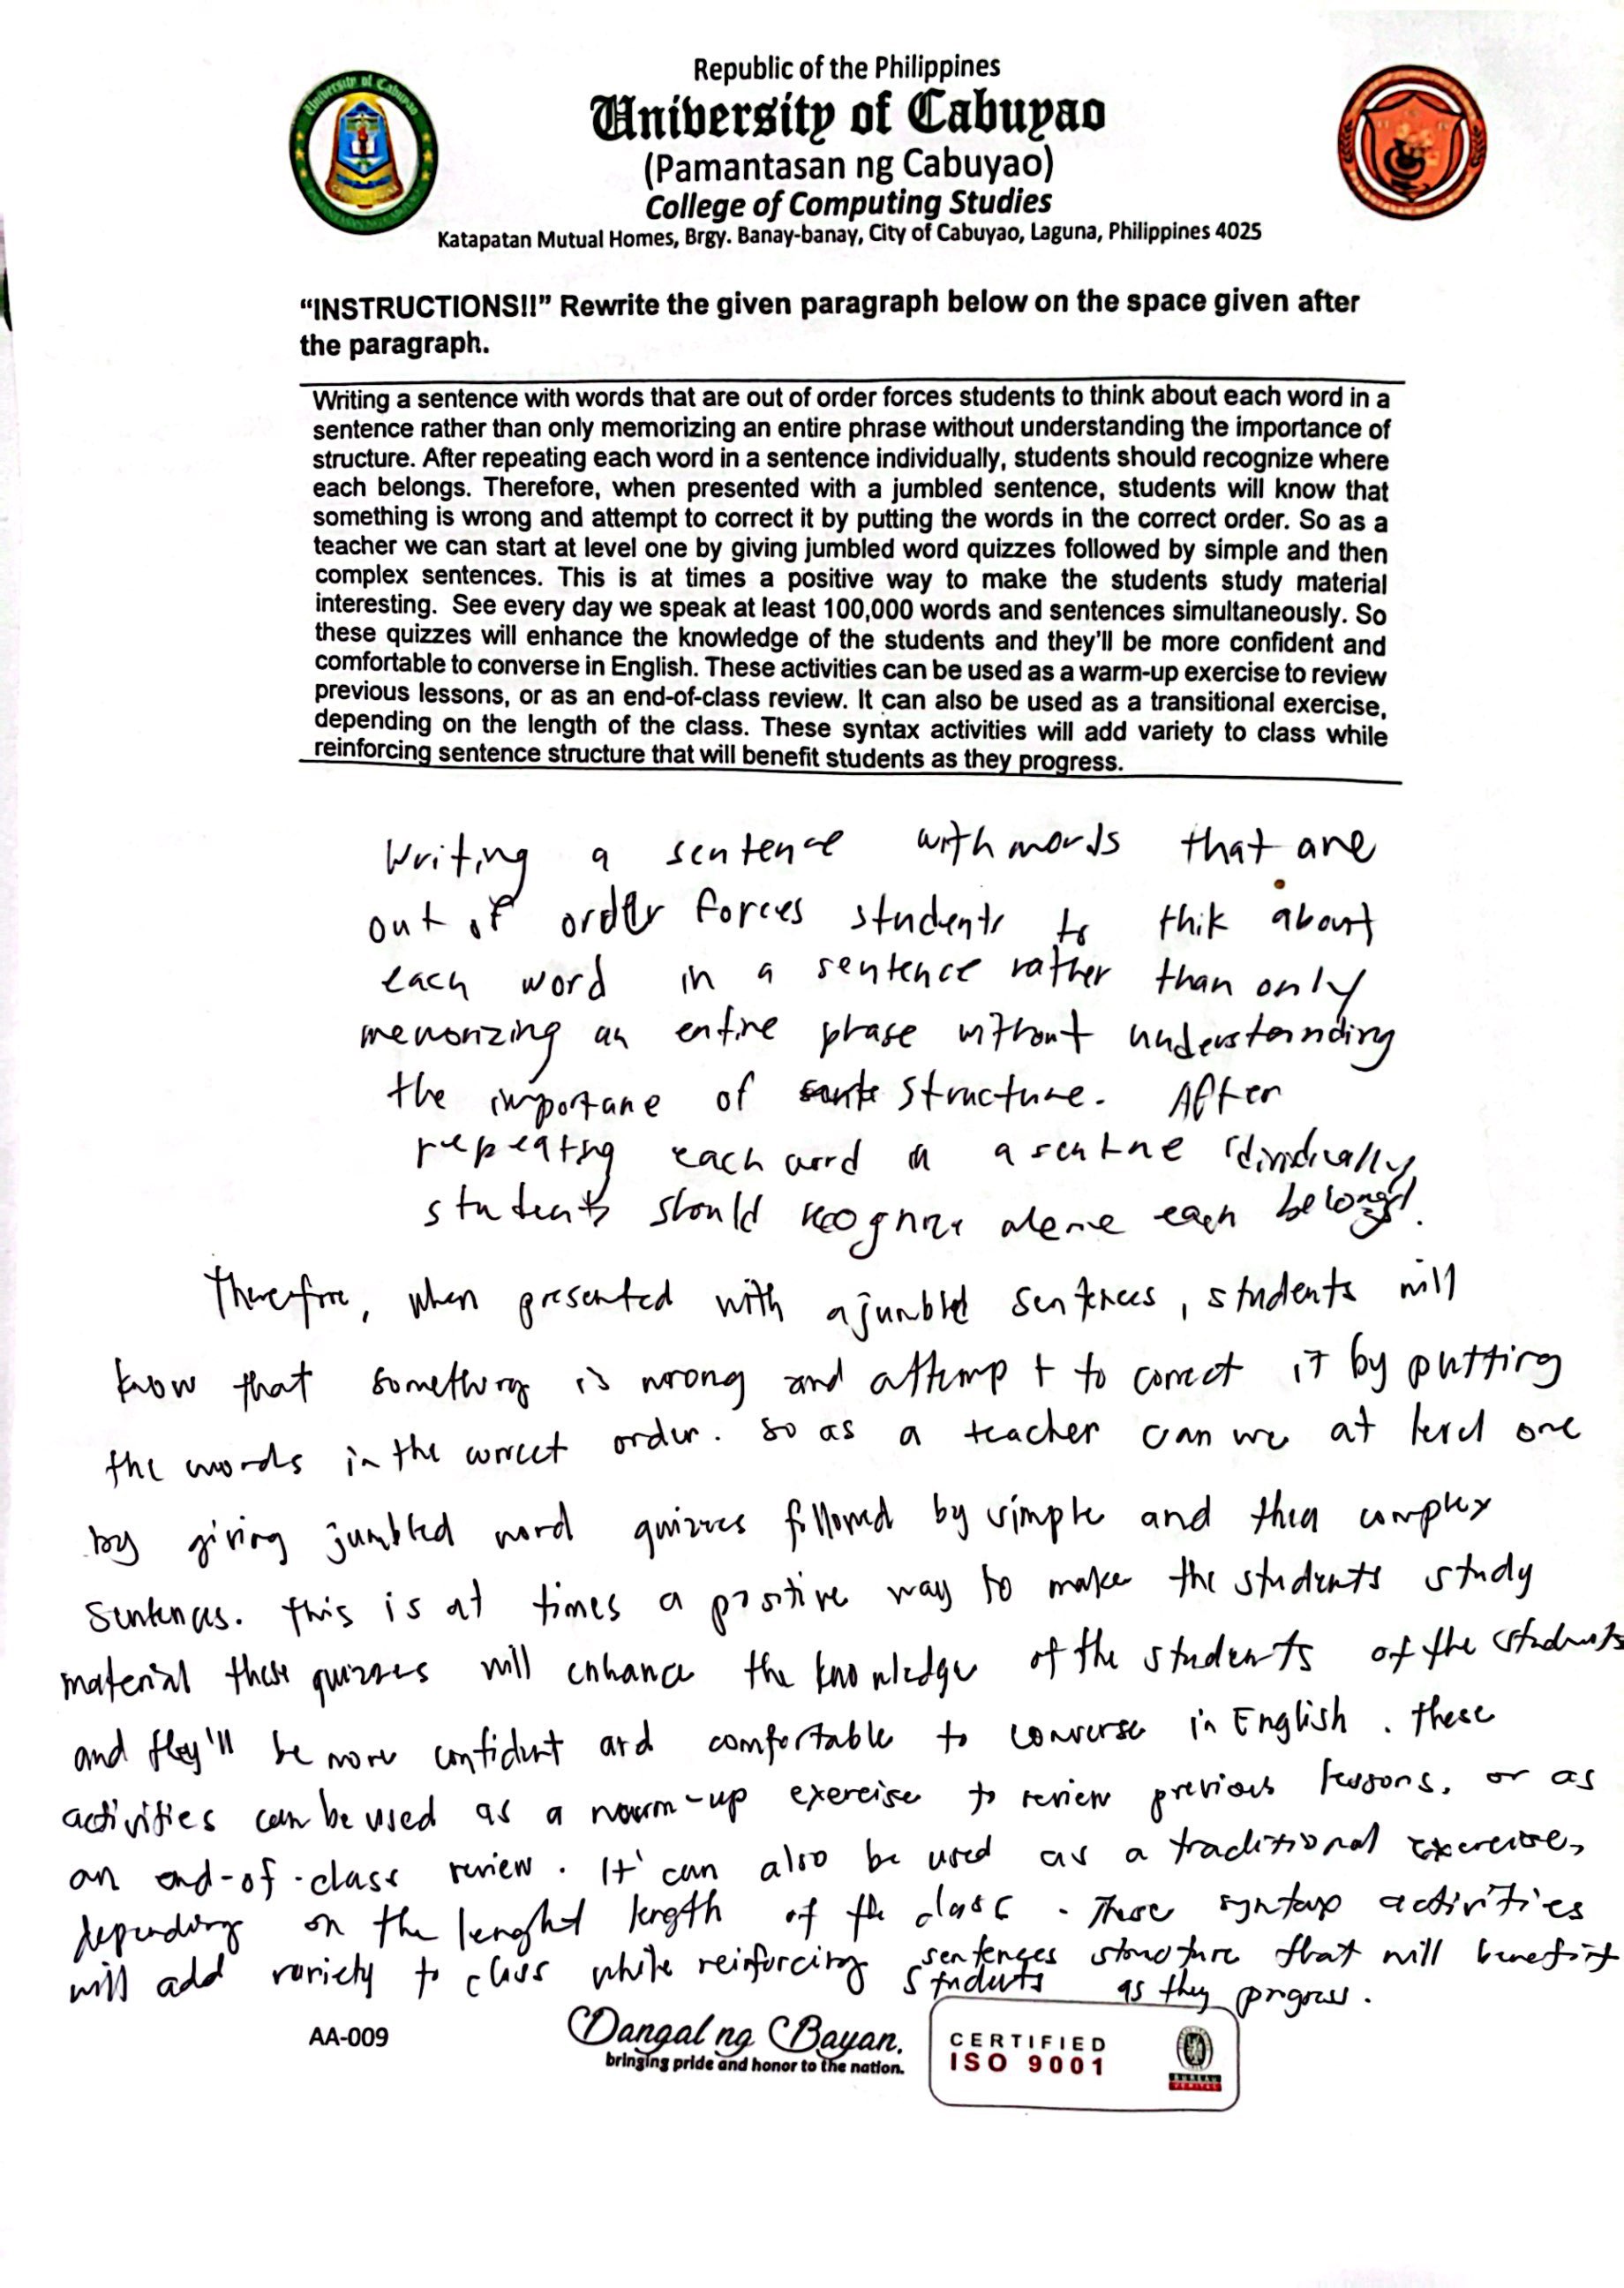 Republic of the Philippines
University of Cabuyao
(Pamantasan ng Cabuyao)
College of Computing Studies
Katapatan Mutual Homes, Brgy. Banay-banay, City of Cabuyao, Laguna, Philippines 4025
University of Cabuyao
“INSTRUCTIONS!!” Rewrite the given paragraph below on the space given after
the paragraph.
Writing a sentence with words that are out of order forces students to think about each word in a
sentence rather than only memorizing an entire phrase without understanding the importance of
structure. After repeating each word in a sentence individually, students should recognize where
each belongs. Therefore, when presented with a jumbled sentence, students will know that
something is wrong and attempt to correct it by putting the words in the correct order. So as a
teacher we can start at level one by giving jumbled word quizzes followed by simple and then
complex sentences. This is at times a positive way to make the students study material
interesting. See every day we speak at least 100,000 words and sentences simultaneously. So
these quizzes will enhance the knowledge of the students and they'll be more confident and
comfortable to converse in English. These activities can be used as a warm-up exercise to review
previous lessons, or as an end-of-class review. It can also be used as a transitional exercise,
depending on the length of the class. These syntax activities will add variety to class while
reinforcing sentence structure that will benefit students as they progress.
Writing a sentence with words that are
out of order forces students to thik about
each word in a sentence rather than only
memorizing an entire phrase without understanding
the importane of structure. After
repeating each word in a sentne
students should recognize each belongs.
Therefore, when presented with a jumbled sentences, students will
know that something is wrong and attempt to correct it by putting
the words in the correct order. So as a teacher can we at level one
by giving jumbled word quizzes followed by simple and then complex
sentences. This is at times a positive way to make the students study
material these quizzes will enhance the knowledge of the students of the students
and they'll be more confident and comfortable to converse in English. These
activities can be used as a warm-up exercise to review previous lessons, or as
an end-of-class review. It can also be used as a traditional exercise,
depending on the lenght length of the class. These syntax activities
will add variety to class while reinforcing sentences structure that will benefit
students as they progress.
AA-009
Dangal ng Bayan.
bringing pride and honor to the nation.
CERTIFIED
ISO 9001
BUREAU
VERITAS